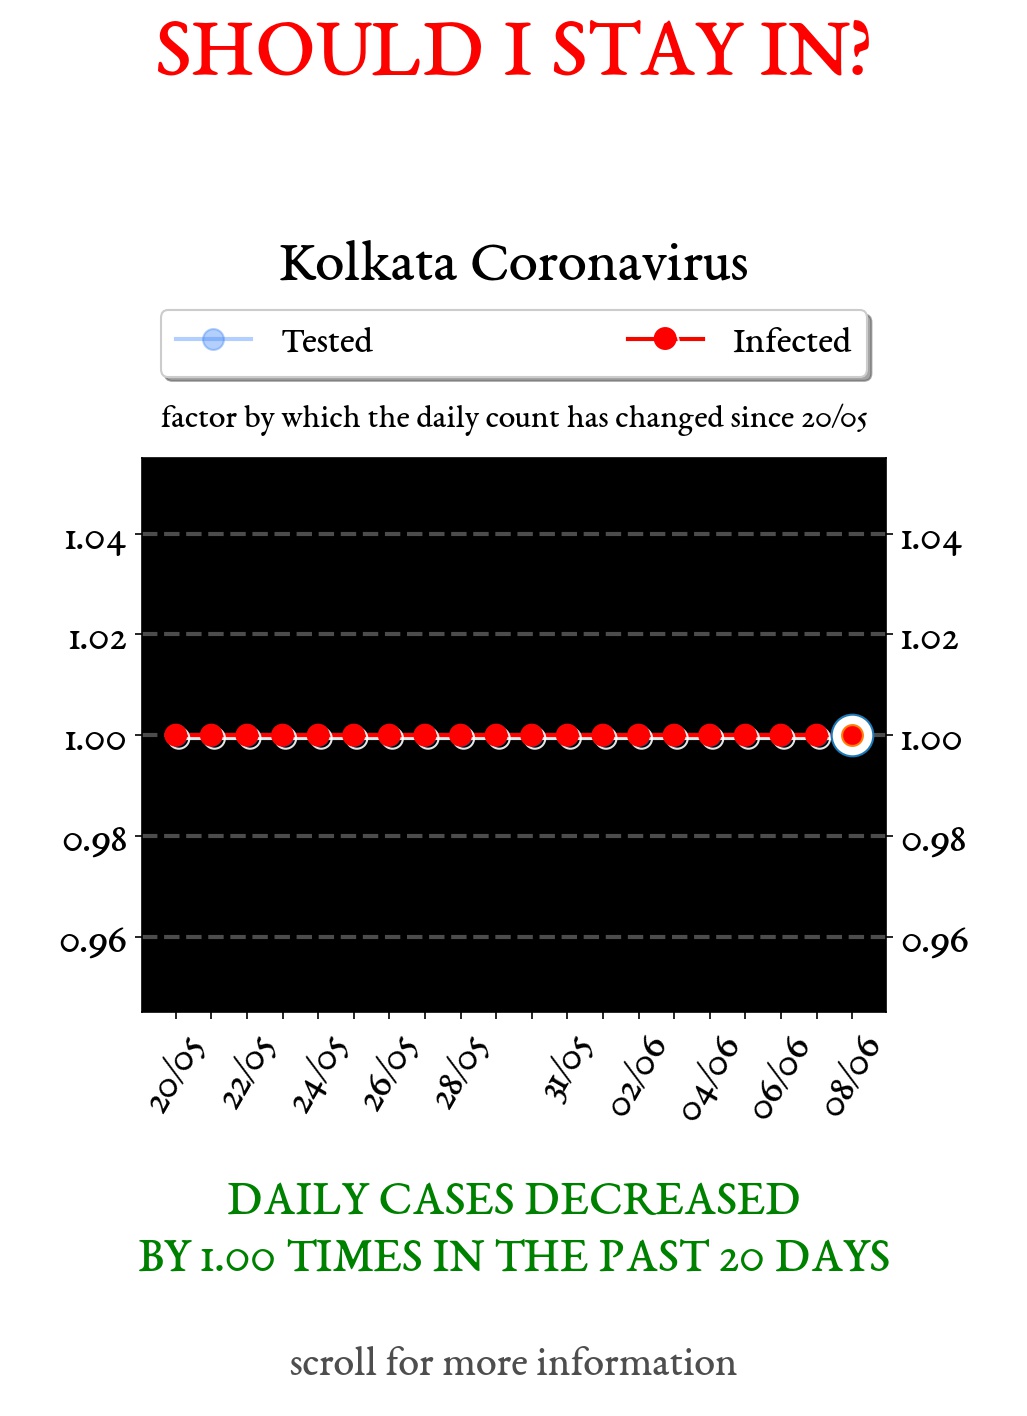 SHOULD I STAY IN?
Kolkata Coronavirus
Tested Infected
factor by which the daily count has changed since 20/05
1.04 1.04
1.02 1.02
1.00 1.00
0.98 0.98
0.96 0.96
20/05 22/05 24/05 26/05 28/05 31/05 02/06 04/06 06/06 08/06
DAILY CASES DECREASED
BY 1.00 TIMES IN THE PAST 20 DAYS
scroll for more information